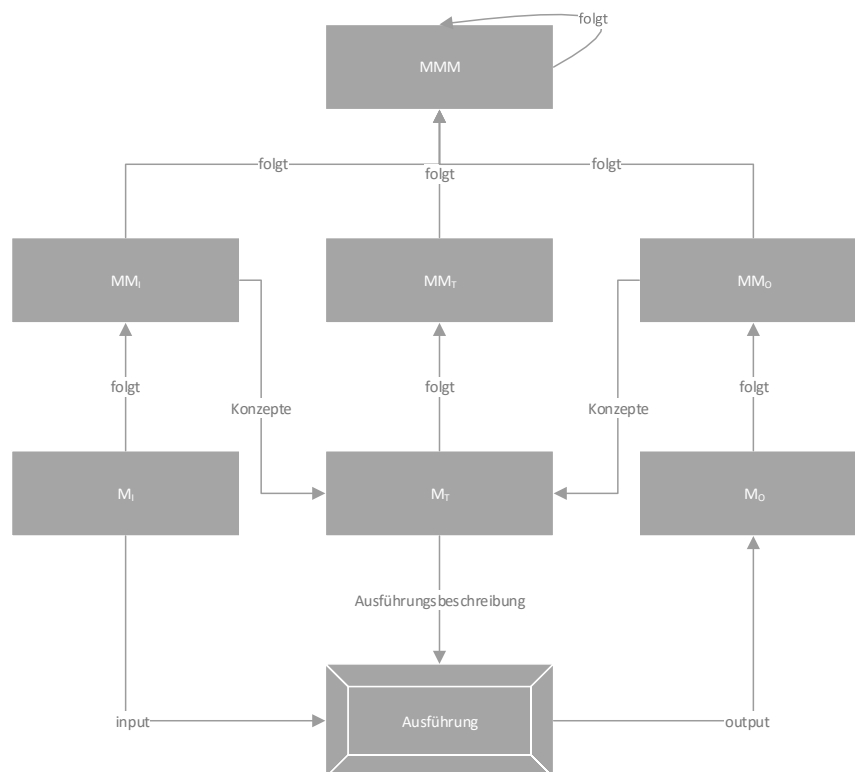 folgt
MMM
folgt
folgt
folgt
MMI
MMT
MMO
folgt
folgt
folgt
Konzepte
Konzepte
MI
MT
MO
Ausführungsbeschreibung
input
Ausführung
output